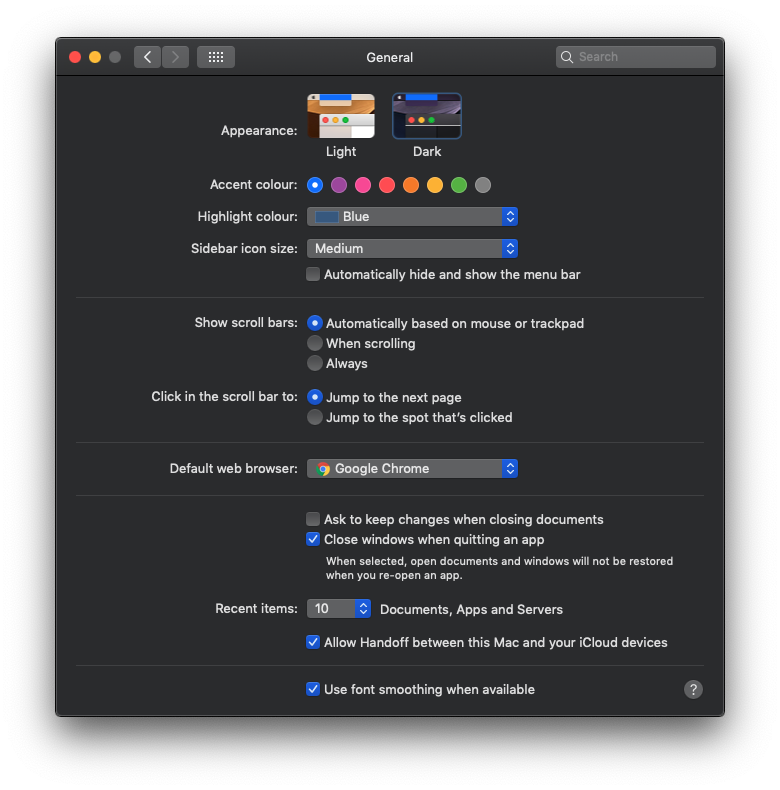 General
Search
Appearance:
Light Dark
Accent colour:
Highlight colour: Blue
Sidebar icon size: Medium
Automatically hide and show the menu bar
Show scroll bars: Automatically based on mouse or trackpad
When scrolling
Always
Click in the scroll bar to: Jump to the next page
Jump to the spot that's clicked
Default web browser: Google Chrome
Ask to keep changes when closing documents
Close windows when quitting an app
When selected, open documents and windows will not be restored
when you re-open an app.
Recent items: 10 Documents, Apps and Servers
Allow Handoff between this Mac and your iCloud devices
Use font smoothing when available
?